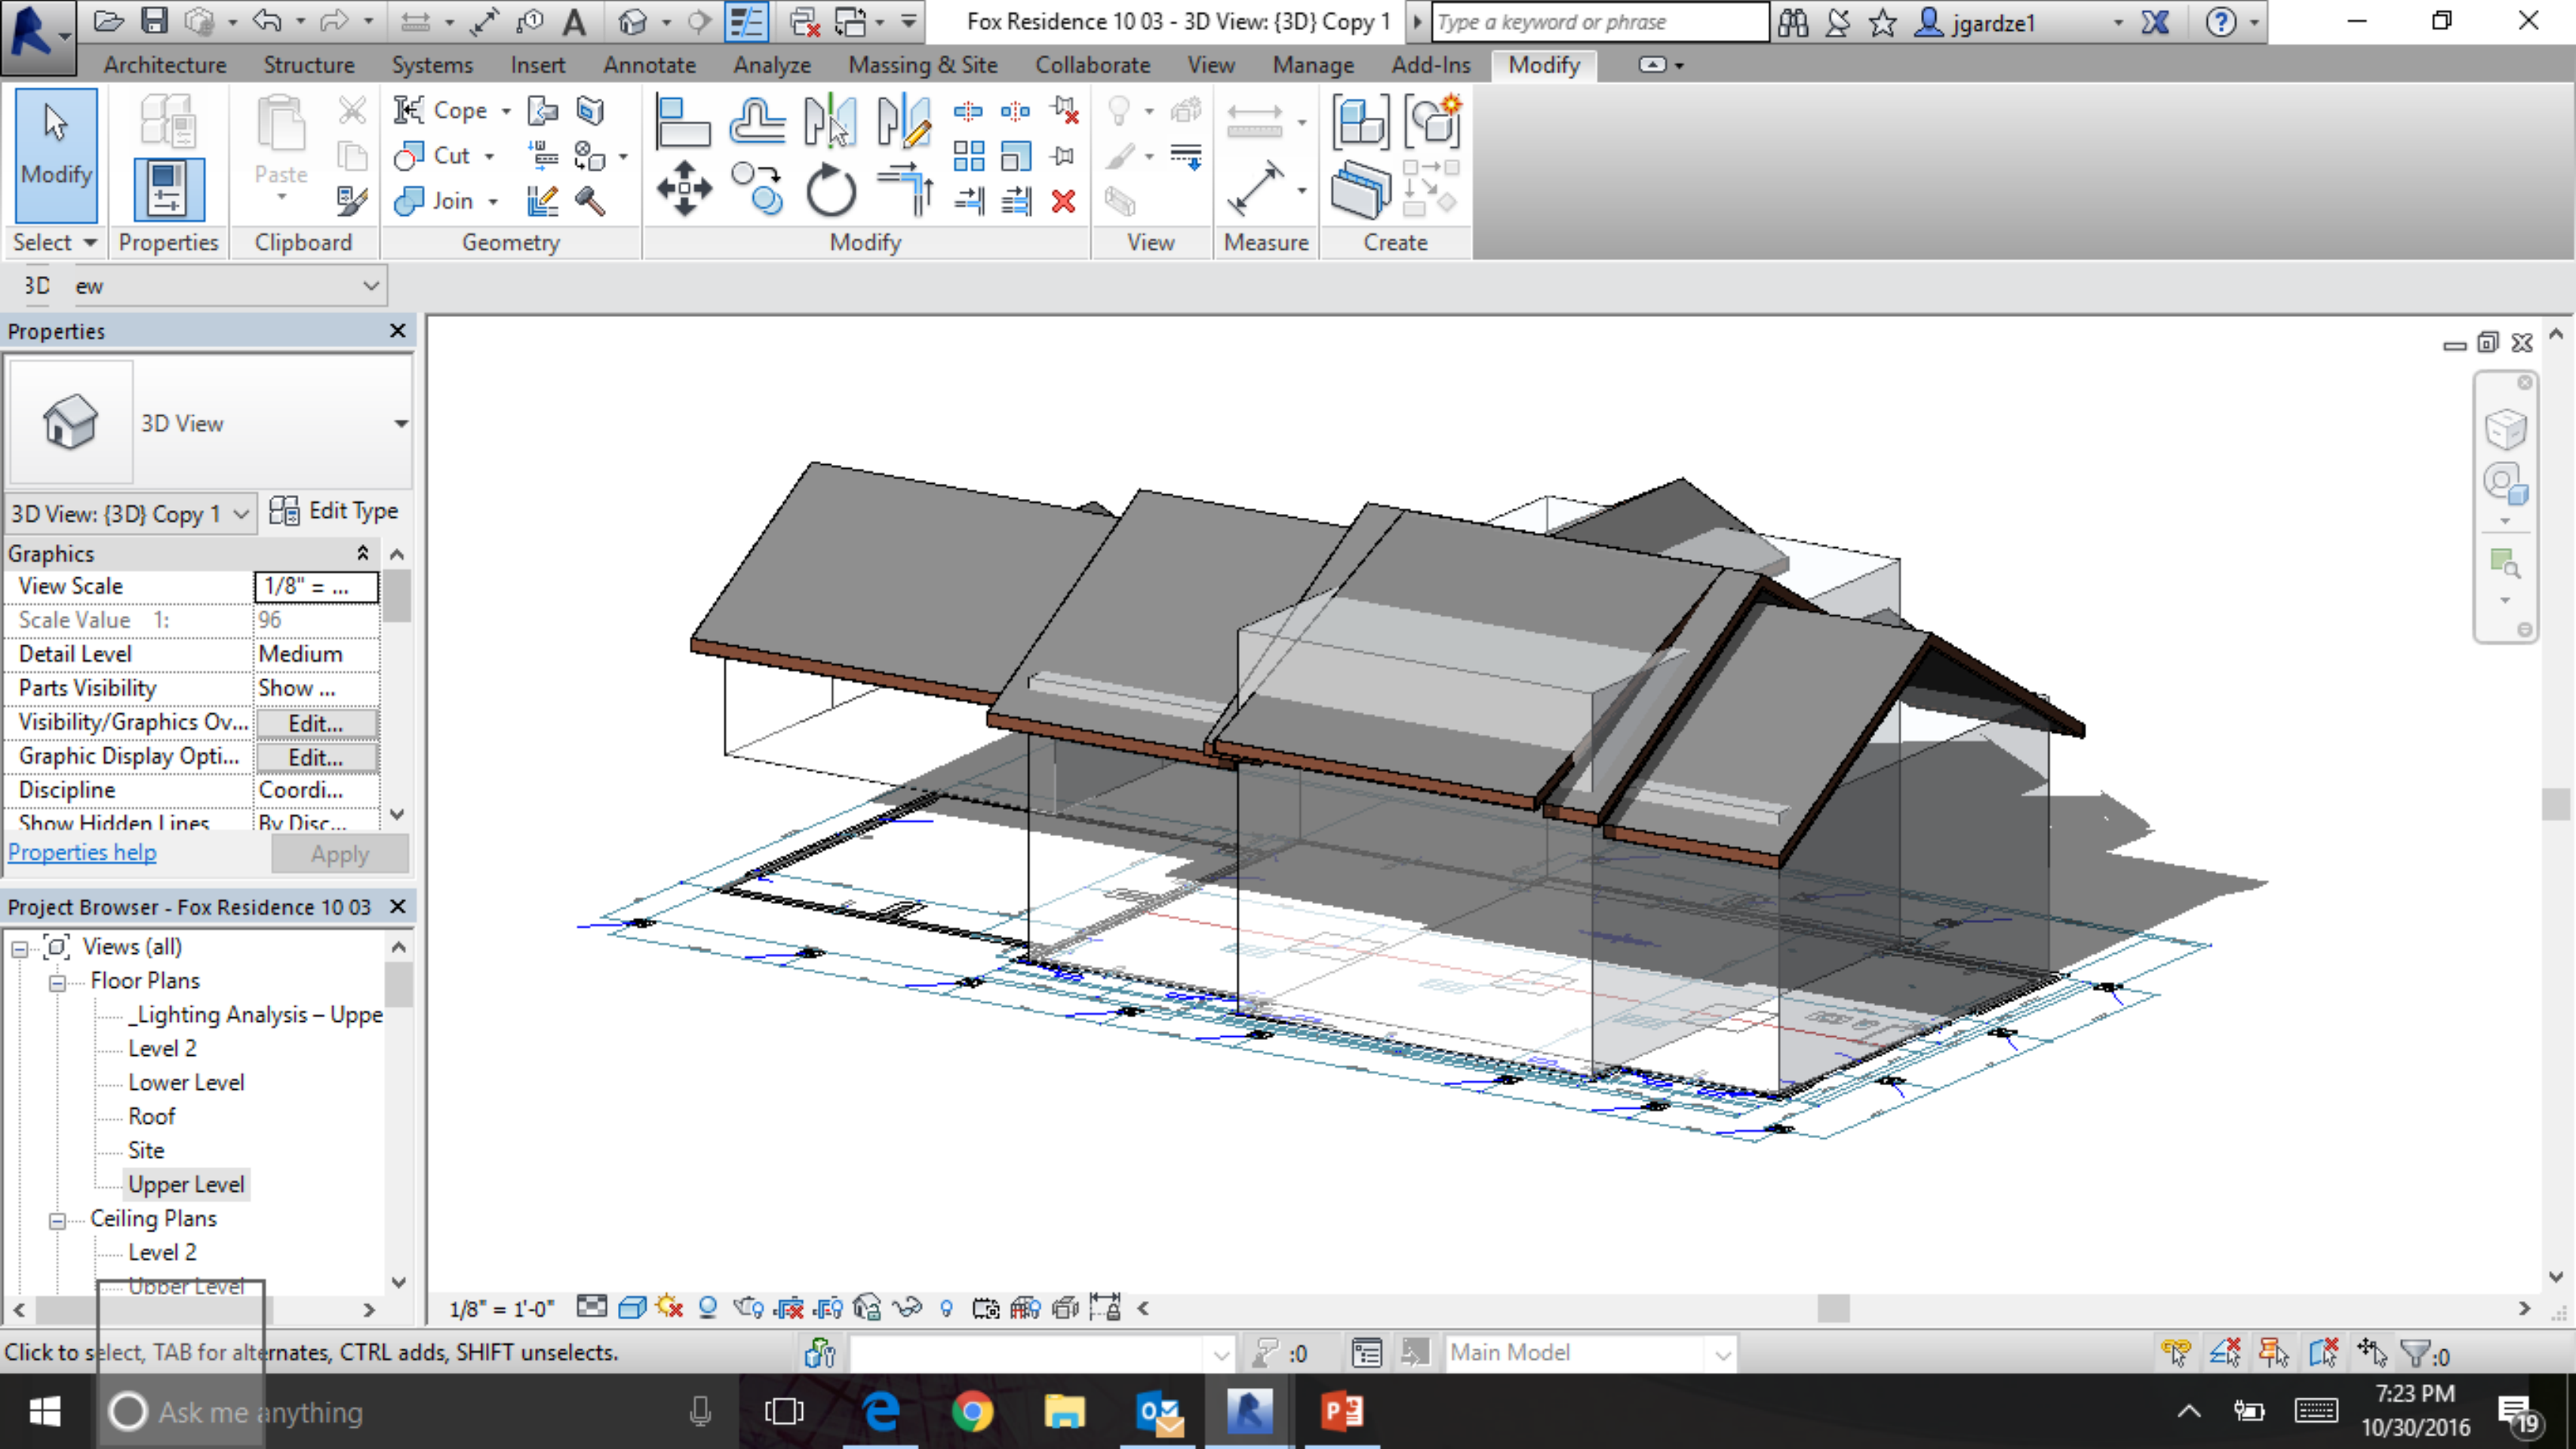 Fox Residence 10 03 - 3D View: {3D} Copy 1
Type a keyword or phrase
jgardze1
Architecture Structure Systems Insert Annotate Analyze Massing & Site Collaborate View Manage Add-Ins Modify
Modify
Paste
Cope
Cut
Join
Select Properties Clipboard Geometry Modify View Measure Create
3D ew
Properties
3D View
3D View: {3D} Copy 1 Edit Type
Graphics
View Scale 1/8" = ...
Scale Value 1: 96
Detail Level Medium
Parts Visibility Show ...
Visibility/Graphics Ov... Edit...
Graphic Display Opti... Edit...
Discipline Coordi...
Show Hidden Lines By Disc...
Properties help Apply
Project Browser - Fox Residence 10 03
Views (all)
Floor Plans
_Lighting Analysis – Uppe
Level 2
Lower Level
Roof
Site
Upper Level
Ceiling Plans
Level 2
Upper Level
1/8" = 1'-0"
Click to select, TAB for alternates, CTRL adds, SHIFT unselects.
:0
Main Model
:0
Ask me anything
7:23 PM
10/30/2016
19